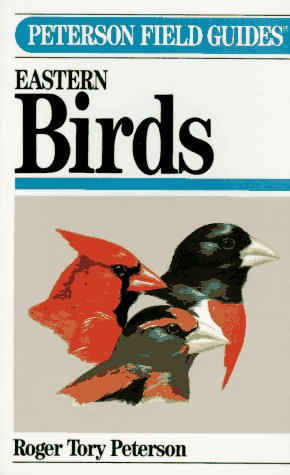 PETERSON FIELD GUIDES
EASTERN
Birds
Roger Tory Peterson